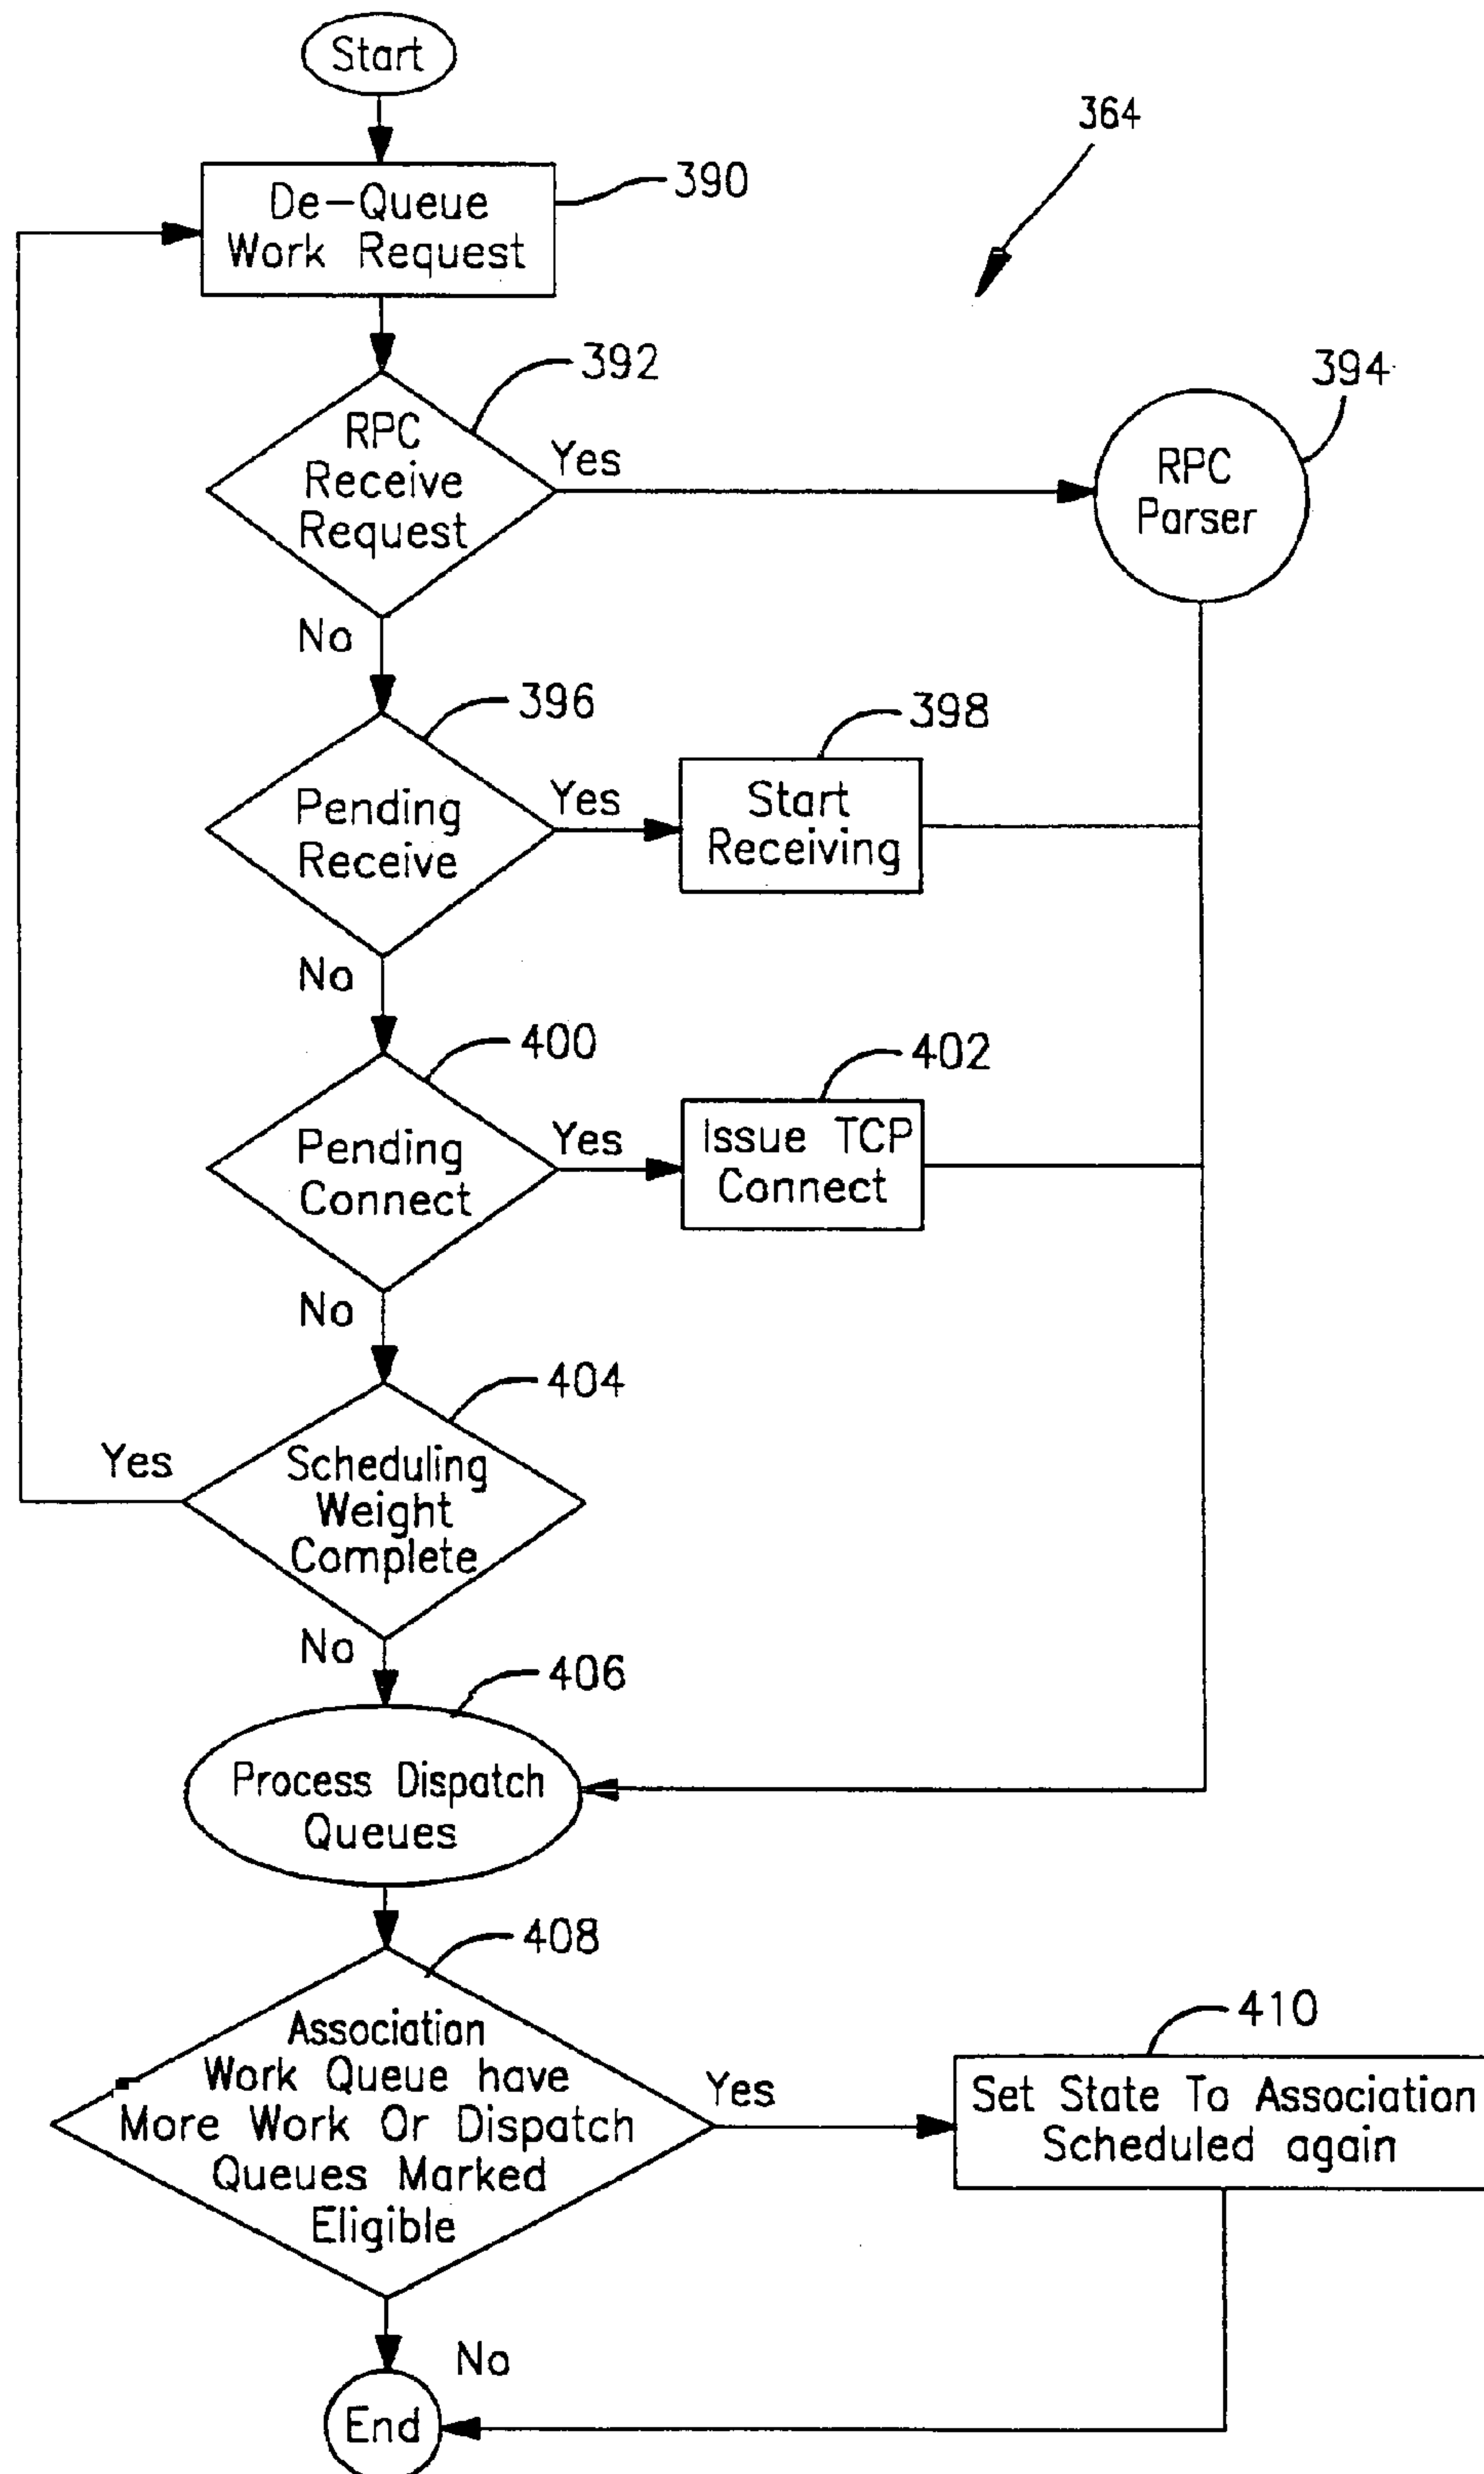 Start
364
De-Queue
Work Request
390
392
RPC
Receive
Request
Yes
394
RPC
Parser
No
396
Pending
Receive
Yes
398
Start
Receiving
No
400
Pending
Connect
Yes
402
Issue TCP
Connect
No
404
Scheduling
Weight
Complete
Yes
No
406
Process Dispatch
Queues
408
Association
Work Queue have
More Work Or Dispatch
Queues Marked
Eligible
Yes
410
Set State To Association
Scheduled again
No
End